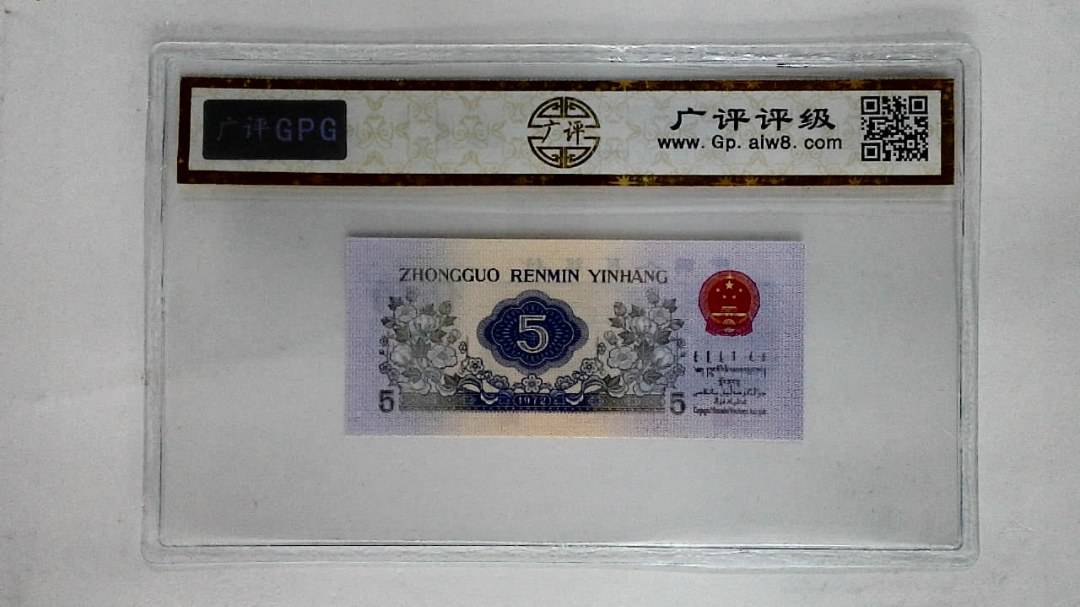 广评GPG
广评
广评评级
www. Gp. alw8. com
ZHONGGUO RENMIN YINHANG
5
1972
5
5